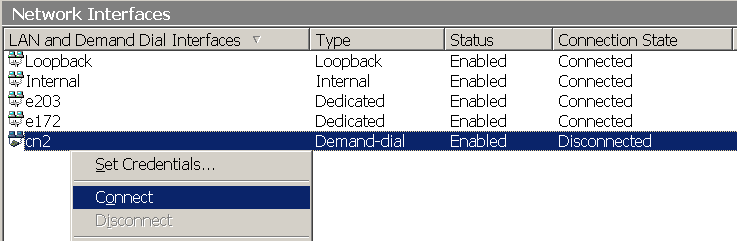 Network Interfaces
LAN and Demand Dial Interfaces Type Status Connection State
Loopback Loopback Enabled Connected
Internal Internal Enabled Connected
e203 Dedicated Enabled Connected
e172 Dedicated Enabled Connected
cn2 Demand-dial Enabled Disconnected
Set Credentials...
Connect
Disconnect